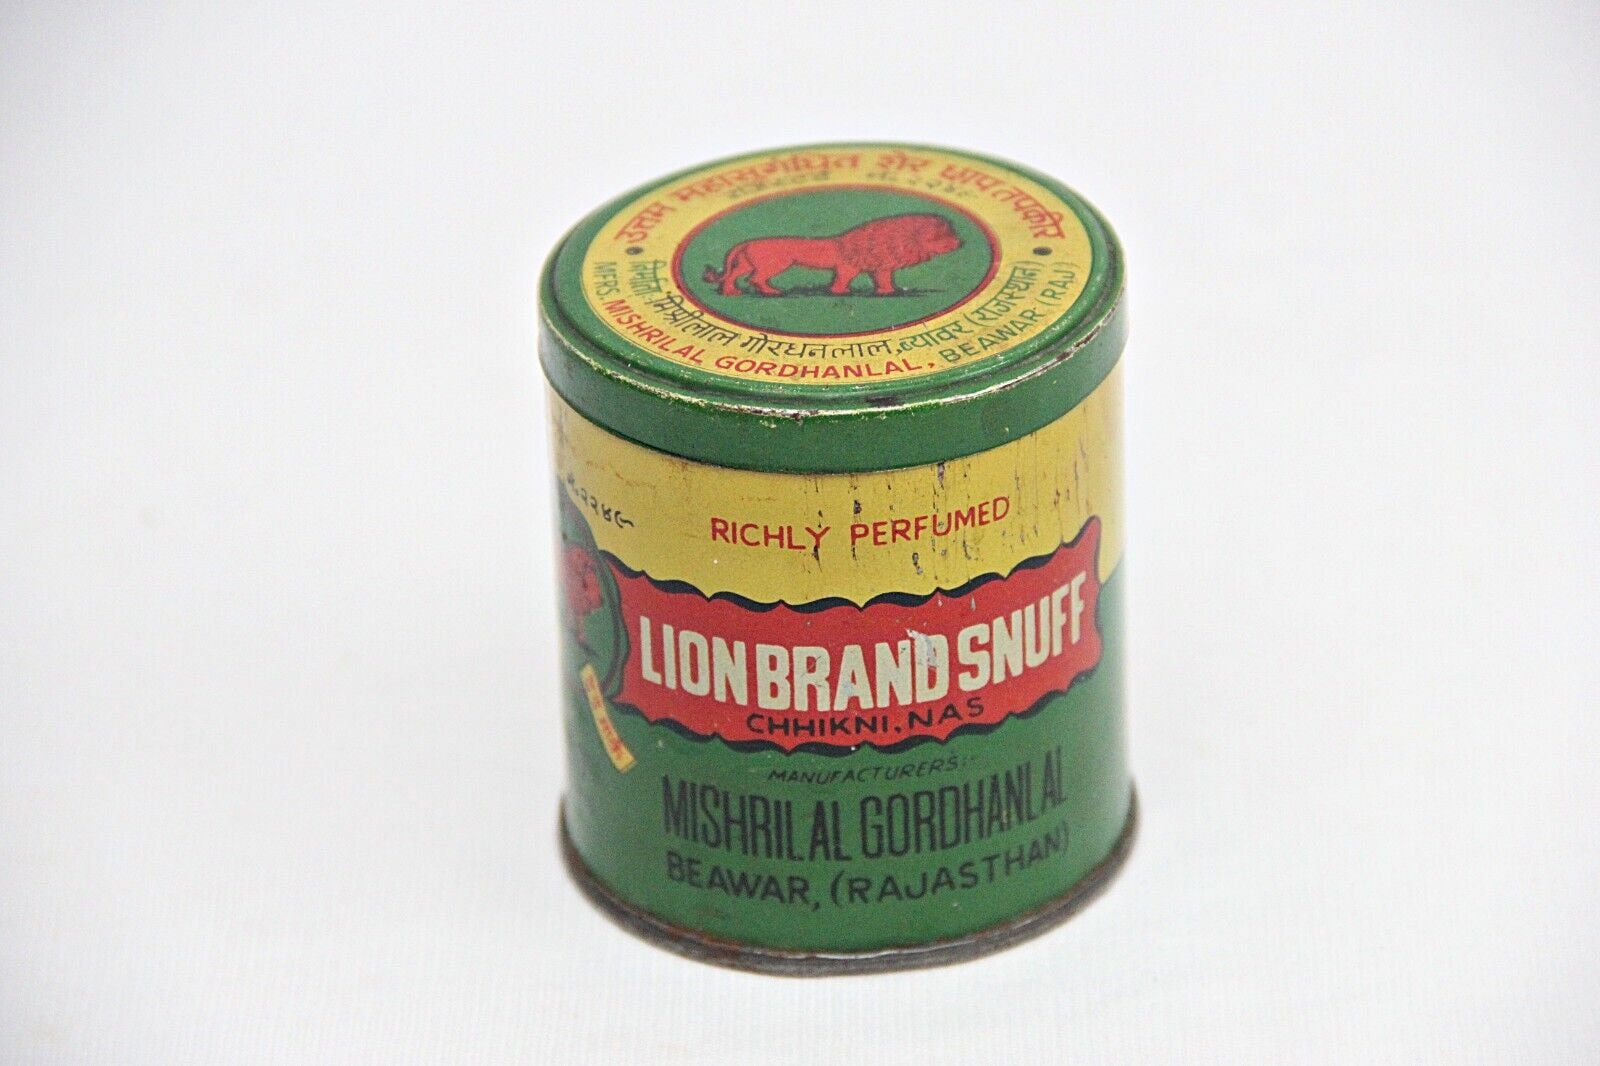 उत्तम महासुगंधित शेर छाप तपकीर
निर्माता: मिश्रीलाल गोरधनलाल, ब्यावर (राजस्थान)
MFRS. MISHRILAL GORDHANLAL, BEAWAR (RAJ)
RICHLY PERFUMED
LION BRAND SNUFF
CHHIKNI, NAS
MANUFACTURERS:-
MISHRILAL GORDHANLAL
BEAWAR, (RAJASTHAN)